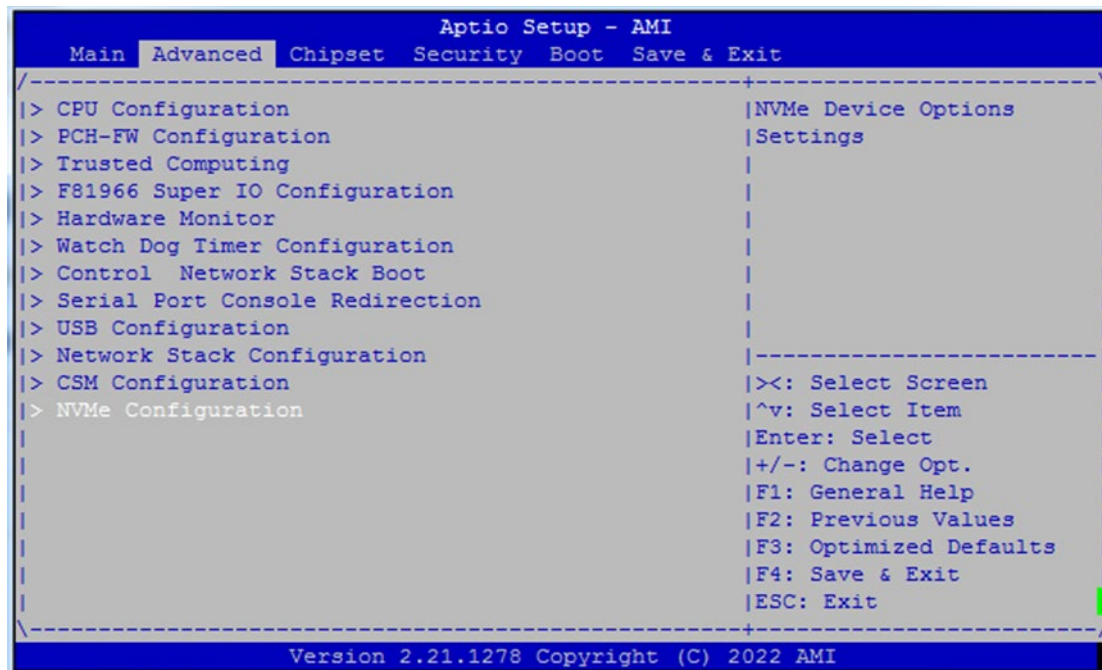 Aptio Setup - AMI
Main Advanced Chipset Security Boot Save & Exit
/----------------------------------------------------+--------------------------\
|> CPU Configuration |NVMe Device Options
|> PCH-FW Configuration |Settings
|> Trusted Computing |
|> F81966 Super IO Configuration |
|> Hardware Monitor |
|> Watch Dog Timer Configuration |
|> Control  Network Stack Boot |
|> Serial Port Console Redirection |
|> USB Configuration |
|> Network Stack Configuration |-------------------------
|> CSM Configuration |><: Select Screen
|> NVMe Configuration |^v: Select Item
| |Enter: Select
| |+/-: Change Opt.
| |F1: General Help
| |F2: Previous Values
| |F3: Optimized Defaults
| |F4: Save & Exit
| |ESC: Exit
\----------------------------------------------------+--------------------------/
Version 2.21.1278 Copyright (C) 2022 AMI